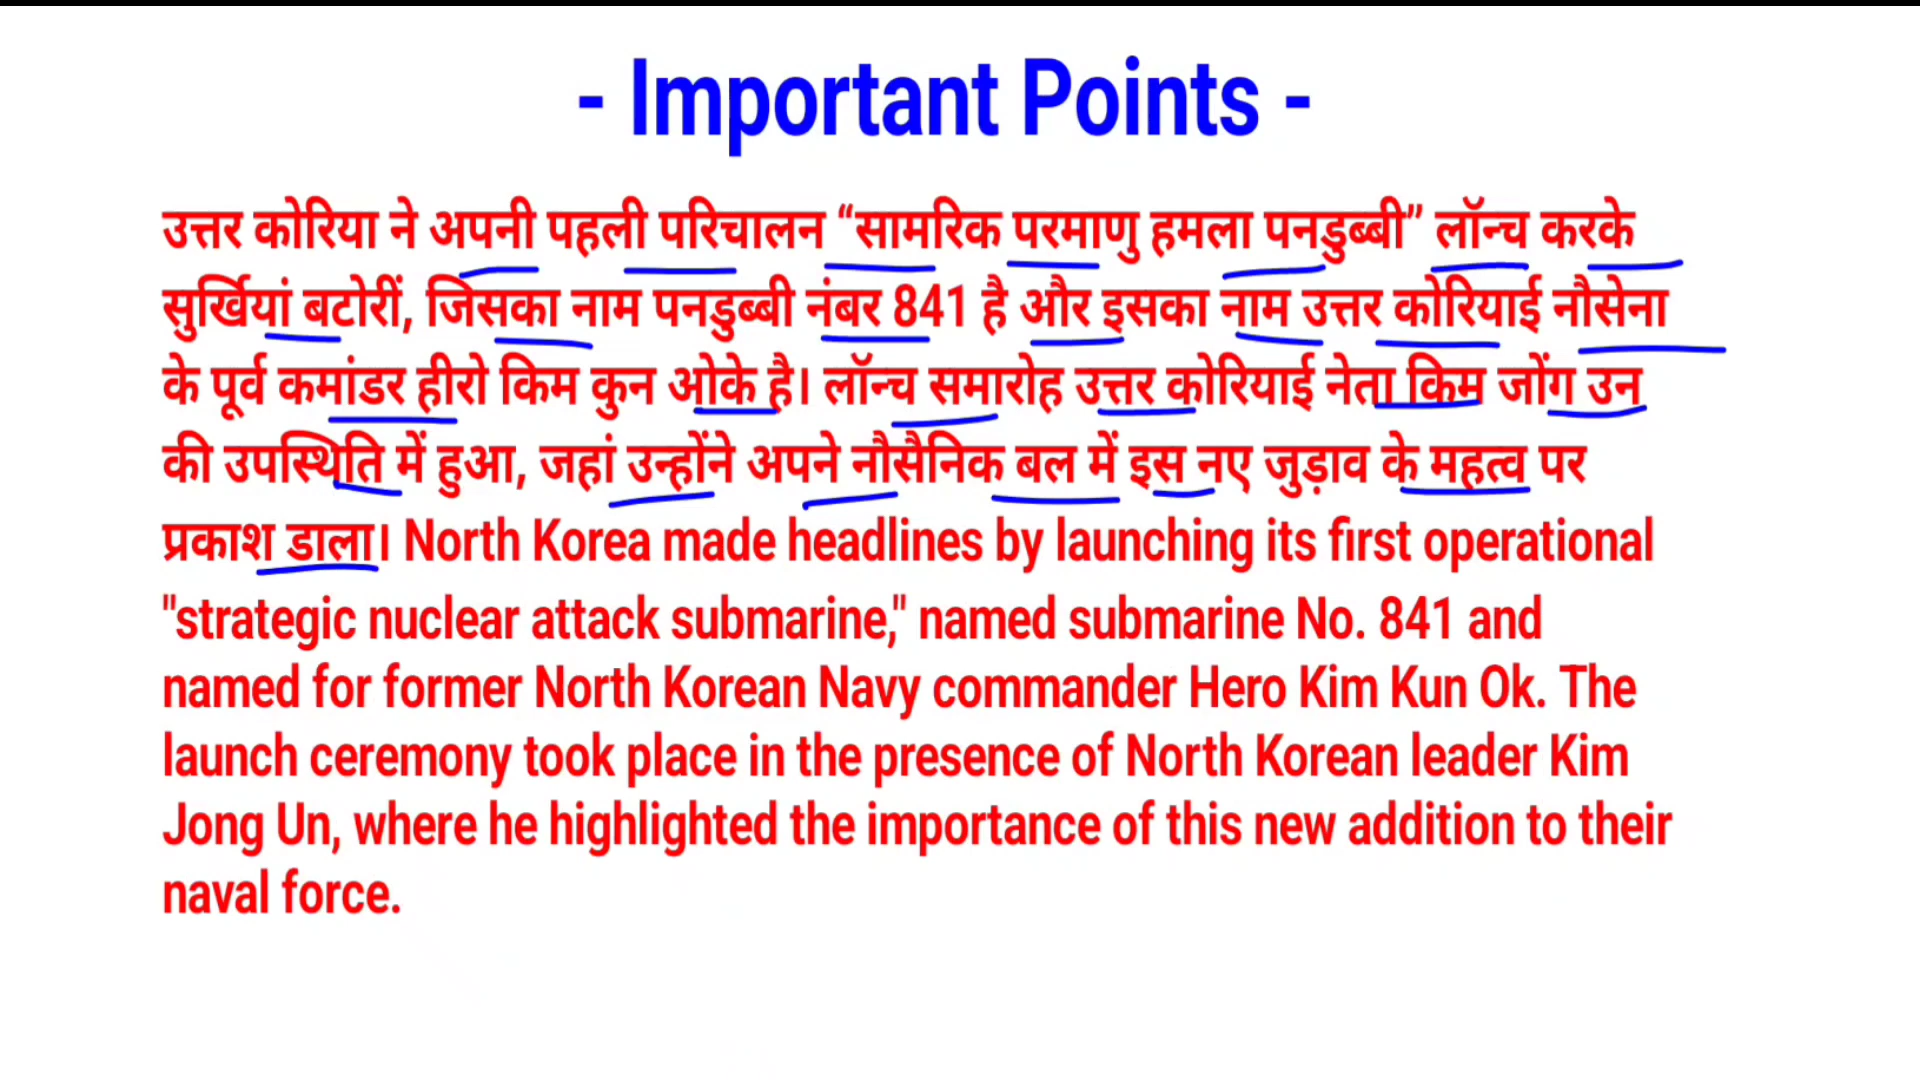 - Important Points -
उत्तर कोरिया ने अपनी पहली परिचालन “सामरिक परमाणु हमला पनडुब्बी” लॉन्च करके
सुर्खियां बटोरीं, जिसका नाम पनडुब्बी नंबर 841 है और इसका नाम उत्तर कोरियाई नौसेना
के पूर्व कमांडर हीरो किम कुन ओके है। लॉन्च समारोह उत्तर कोरियाई नेता किम जोंग उन
की उपस्थिति में हुआ, जहां उन्होंने अपने नौसैनिक बल में इस नए जुड़ाव के महत्व पर
प्रकाश डाला। North Korea made headlines by launching its first operational
"strategic nuclear attack submarine," named submarine No. 841 and
named for former North Korean Navy commander Hero Kim Kun Ok. The
launch ceremony took place in the presence of North Korean leader Kim
Jong Un, where he highlighted the importance of this new addition to their
naval force.